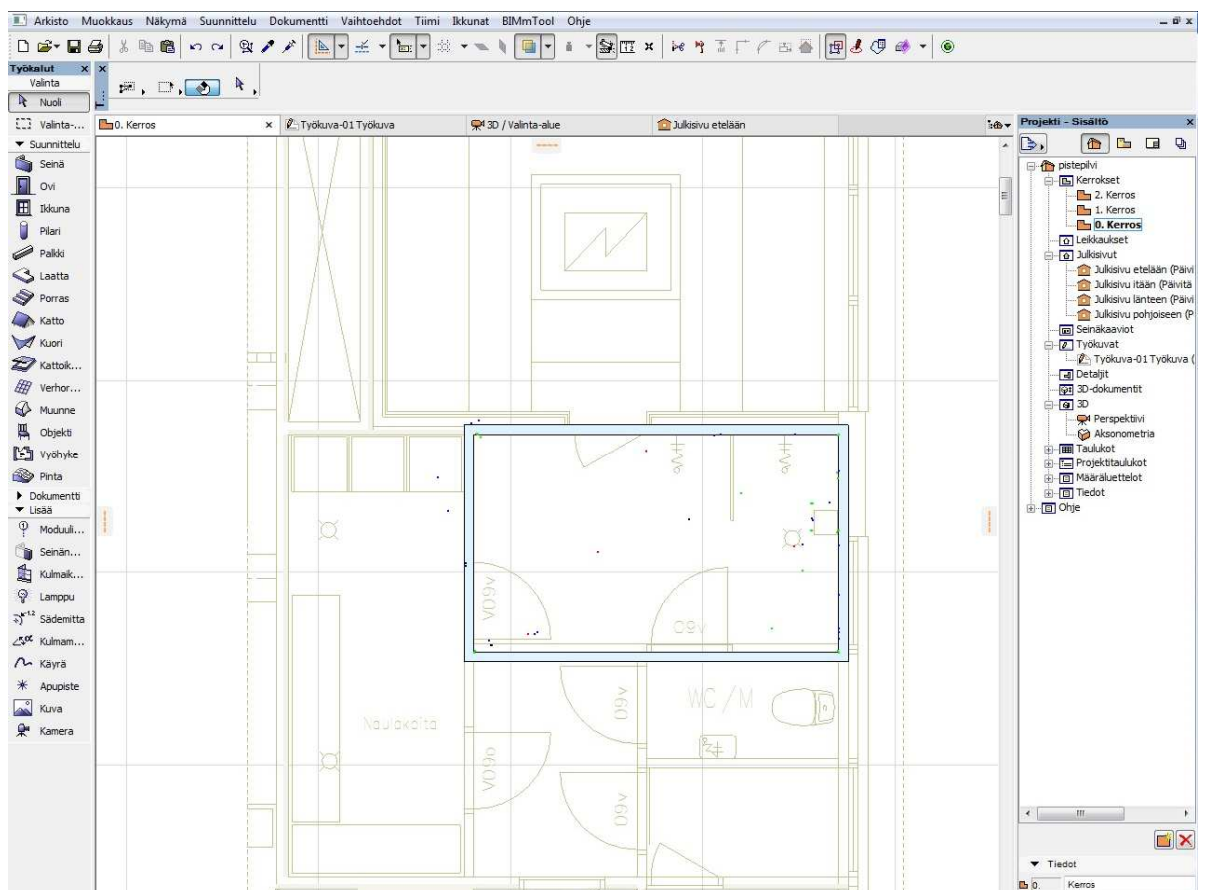 Arkisto Muokkaus Näkymä Suunnittelu Dokumentti Vaihtoehdot Tiimi Ikkunat BIMmTool Ohje
Työkalut
Valinta
Nuoli
Valinta-...
Suunnittelu
Seinä
Ovi
Ikkuna
Pilari
Palkki
Laatta
Porras
Katto
Kuori
Kattoik...
Verhor...
Muunne
Objekti
Vyöhyke
Pinta
Dokumentti
Lisää
Moduuli...
Seinän...
Kulmaik...
Lamppu
Sädemitta
Kulmam...
Käyrä
Apupiste
Kuva
Kamera
0. Kerros
Työkuva-01 Työkuva
3D / Valinta-alue
Julkisivu etelään
V09V
09v
WC/M
Naulakoita
09v
Projekti - Sisältö
pistepilvi
Kerrokset
2. Kerros
1. Kerros
0. Kerros
Leikkaukset
Julkisivut
Julkisivu etelään (Päivi
Julkisivu itään (Päivitä
Julkisivu länteen (Päivi
Julkisivu pohjoiseen (P
Seinäkaaviot
Työkuvat
Työkuva-01 Työkuva (
Detaljit
3D-dokumentit
3D
Perspektiivi
Aksonometria
Taulukot
Projektitaulukot
Määräluettelot
Tiedot
Ohje
Tiedot
0. Kerros